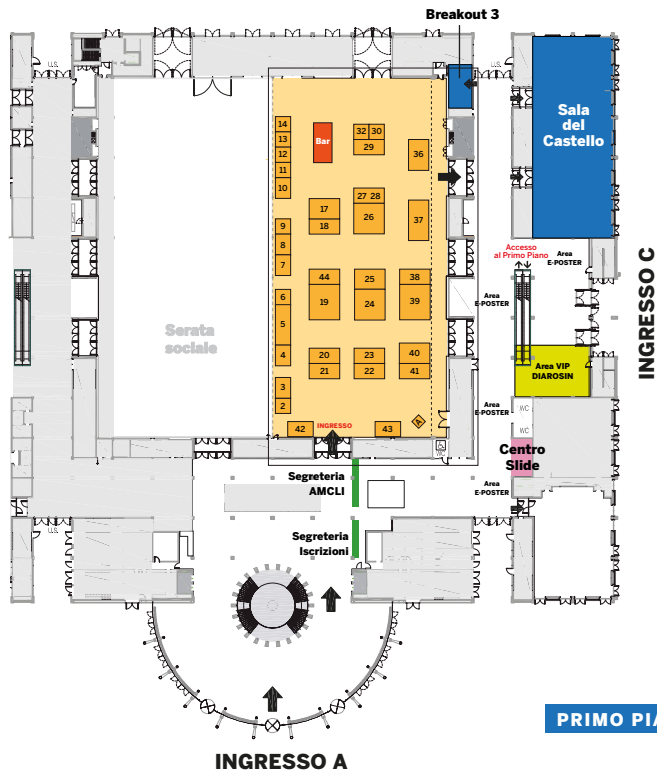 Breakout 3
U.S.
U.S.
14
13
12
11
10
Bar
32 30
29
36
Sala
del
Castello
27 28
26
17
18
37
9
8
7
Accesso
al Primo Piano
Area
E-POSTER
INGRESSO C
44
19
25
24
38
39
Area
E-POSTER
6
5
4
Serata
sociale
20
21
23
22
40
41
Area VIP
DIAROSIN
3
2
Area
E-POSTER
WC
WC
42
INGRESSO
43
A
WC
Centro
Slide
Segreteria
AMCLI
Area
E-POSTER
U.S.
U.S.
Segreteria
Iscrizioni
PRIMO PIA
INGRESSO A